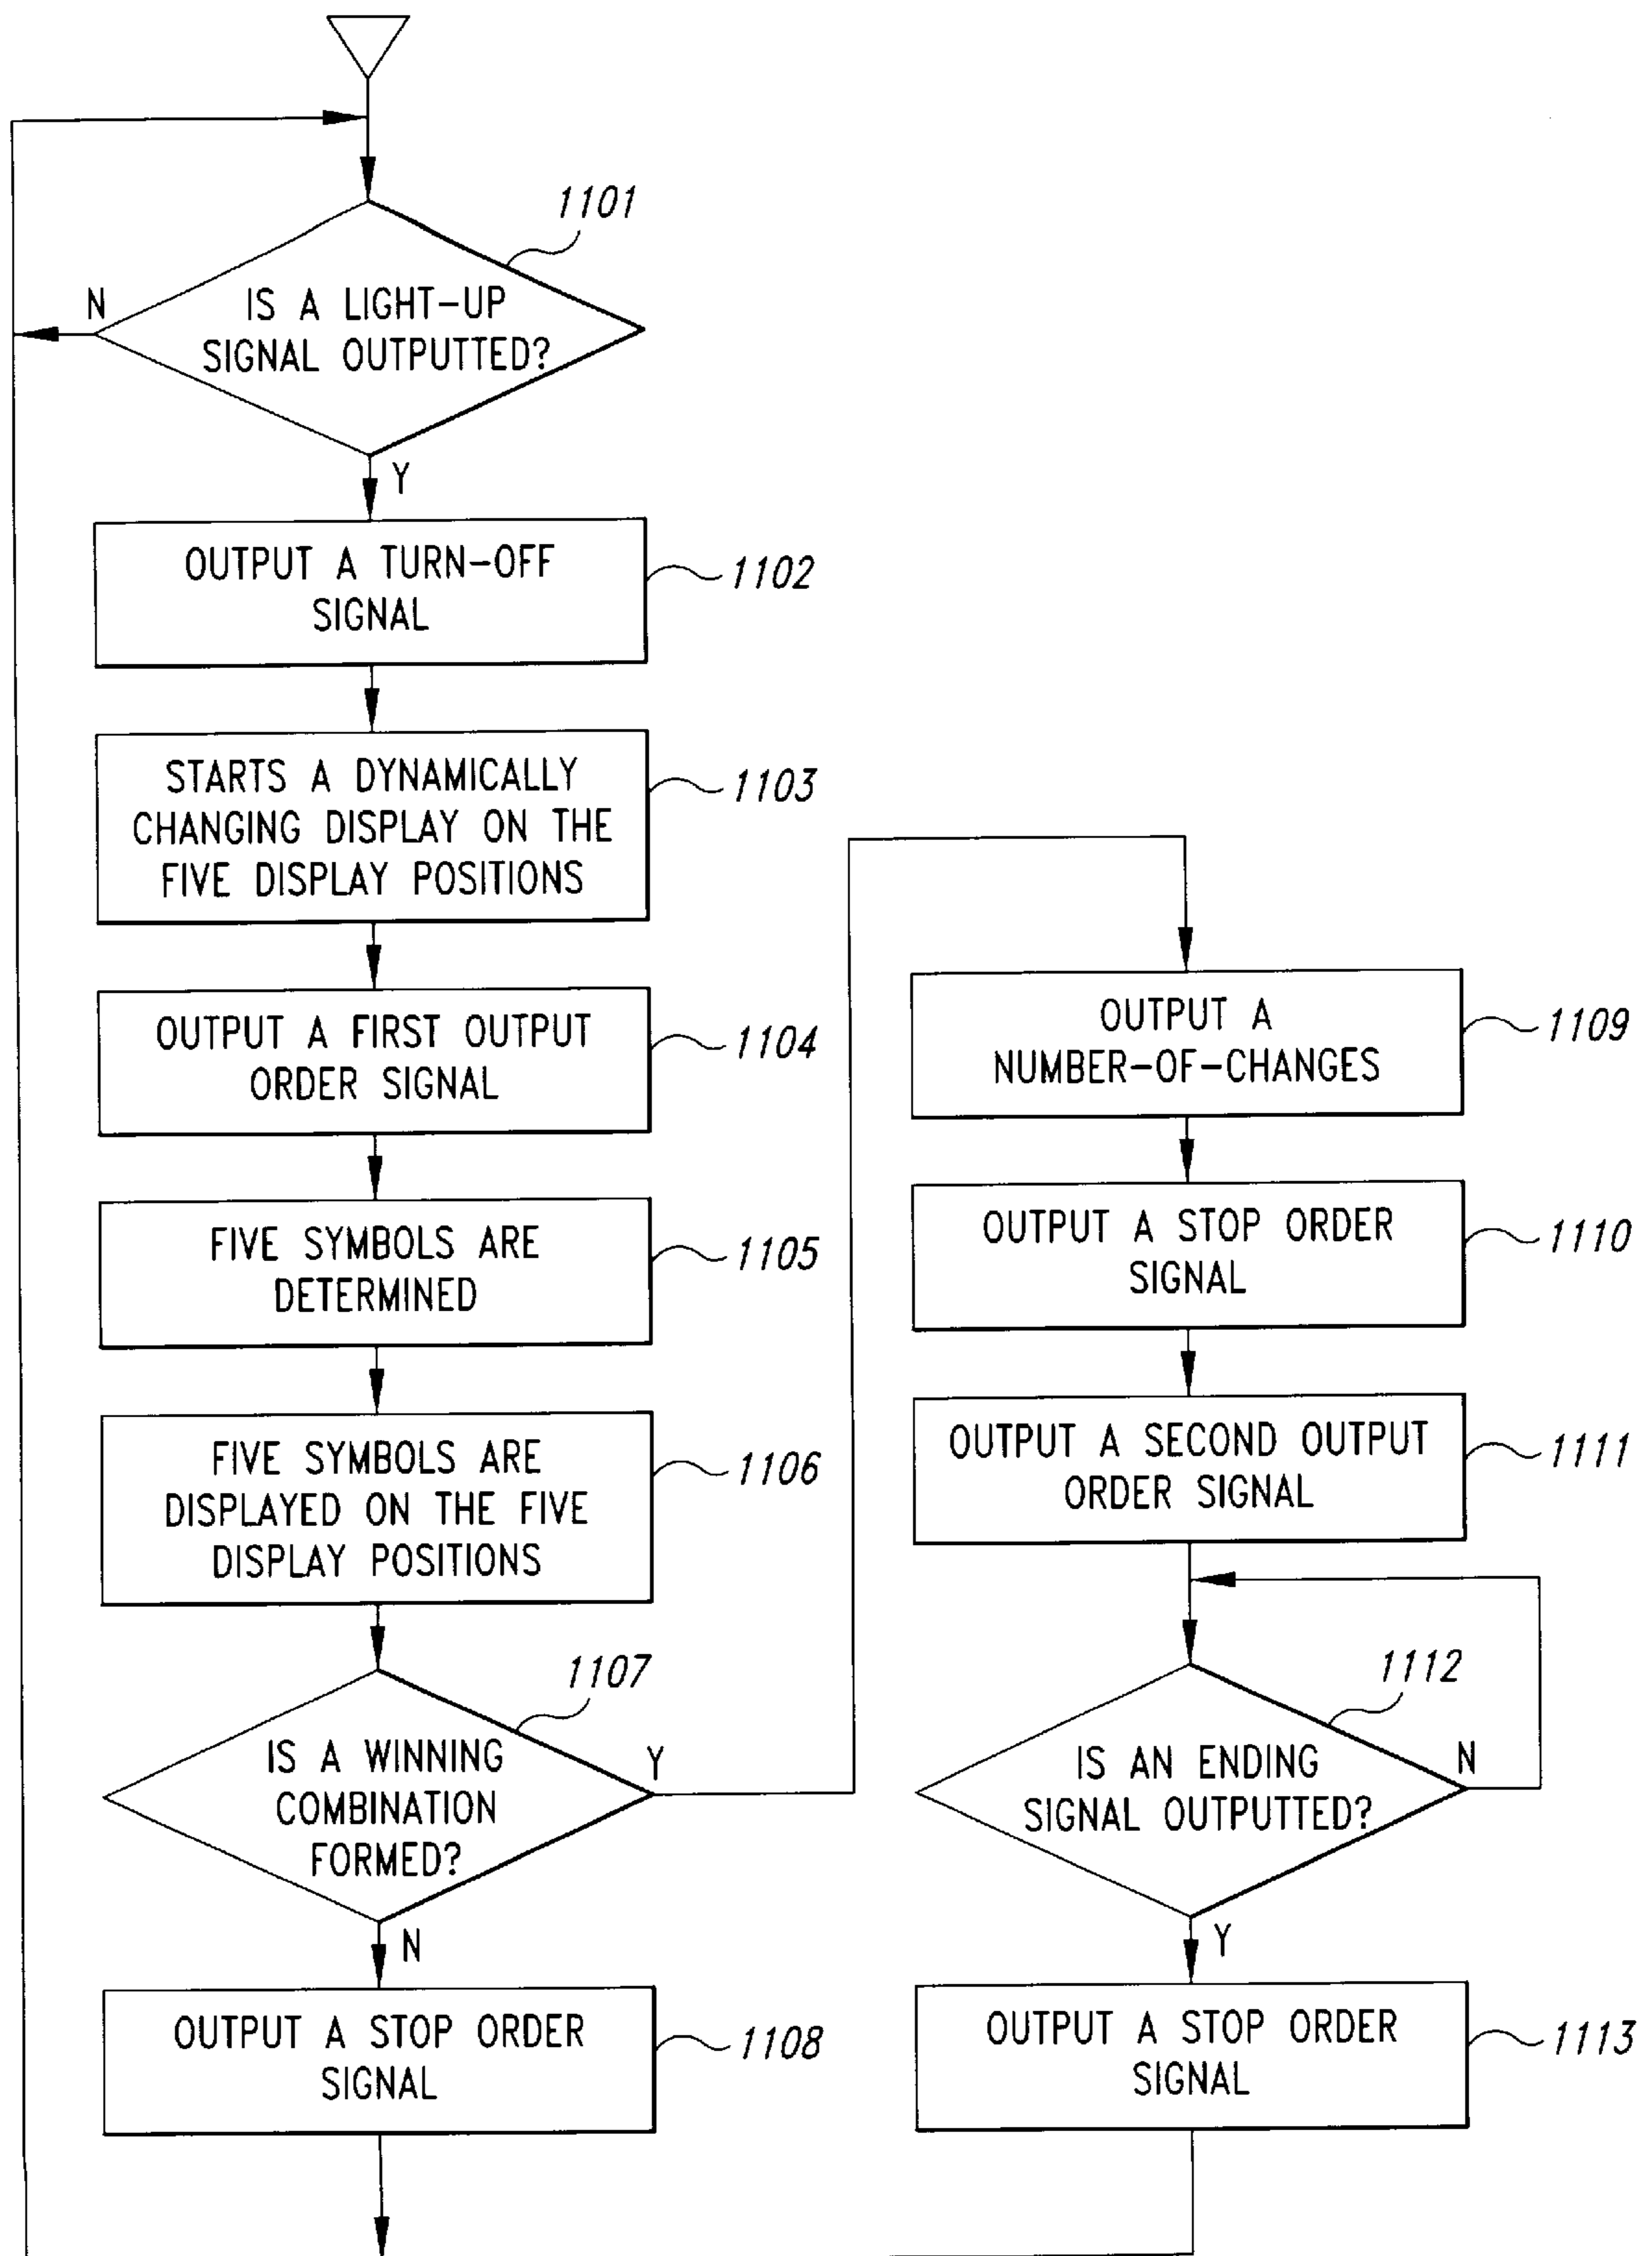 1101
IS A LIGHT-UP
SIGNAL OUTPUTTED?
N
Y
OUTPUT A TURN-OFF
SIGNAL
1102
STARTS A DYNAMICALLY
CHANGING DISPLAY ON THE
FIVE DISPLAY POSITIONS
1103
OUTPUT A FIRST OUTPUT
ORDER SIGNAL
1104
FIVE SYMBOLS ARE
DETERMINED
1105
FIVE SYMBOLS ARE
DISPLAYED ON THE FIVE
DISPLAY POSITIONS
1106
1107
IS A WINNING
COMBINATION
FORMED?
Y
N
OUTPUT A STOP ORDER
SIGNAL
1108
OUTPUT A
NUMBER-OF-CHANGES
1109
OUTPUT A STOP ORDER
SIGNAL
1110
OUTPUT A SECOND OUTPUT
ORDER SIGNAL
1111
1112
IS AN ENDING
SIGNAL OUTPUTTED?
N
Y
OUTPUT A STOP ORDER
SIGNAL
1113